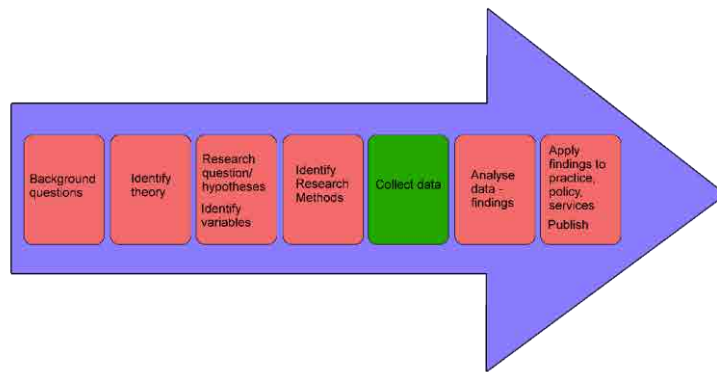 Background
questions
Identify
theory
Research
question/
hypotheses
Identify
variables
Identify
Research
Methods
Collect data
Analyse
data -
findings
Apply
findings to
practice,
policy,
services
Publish